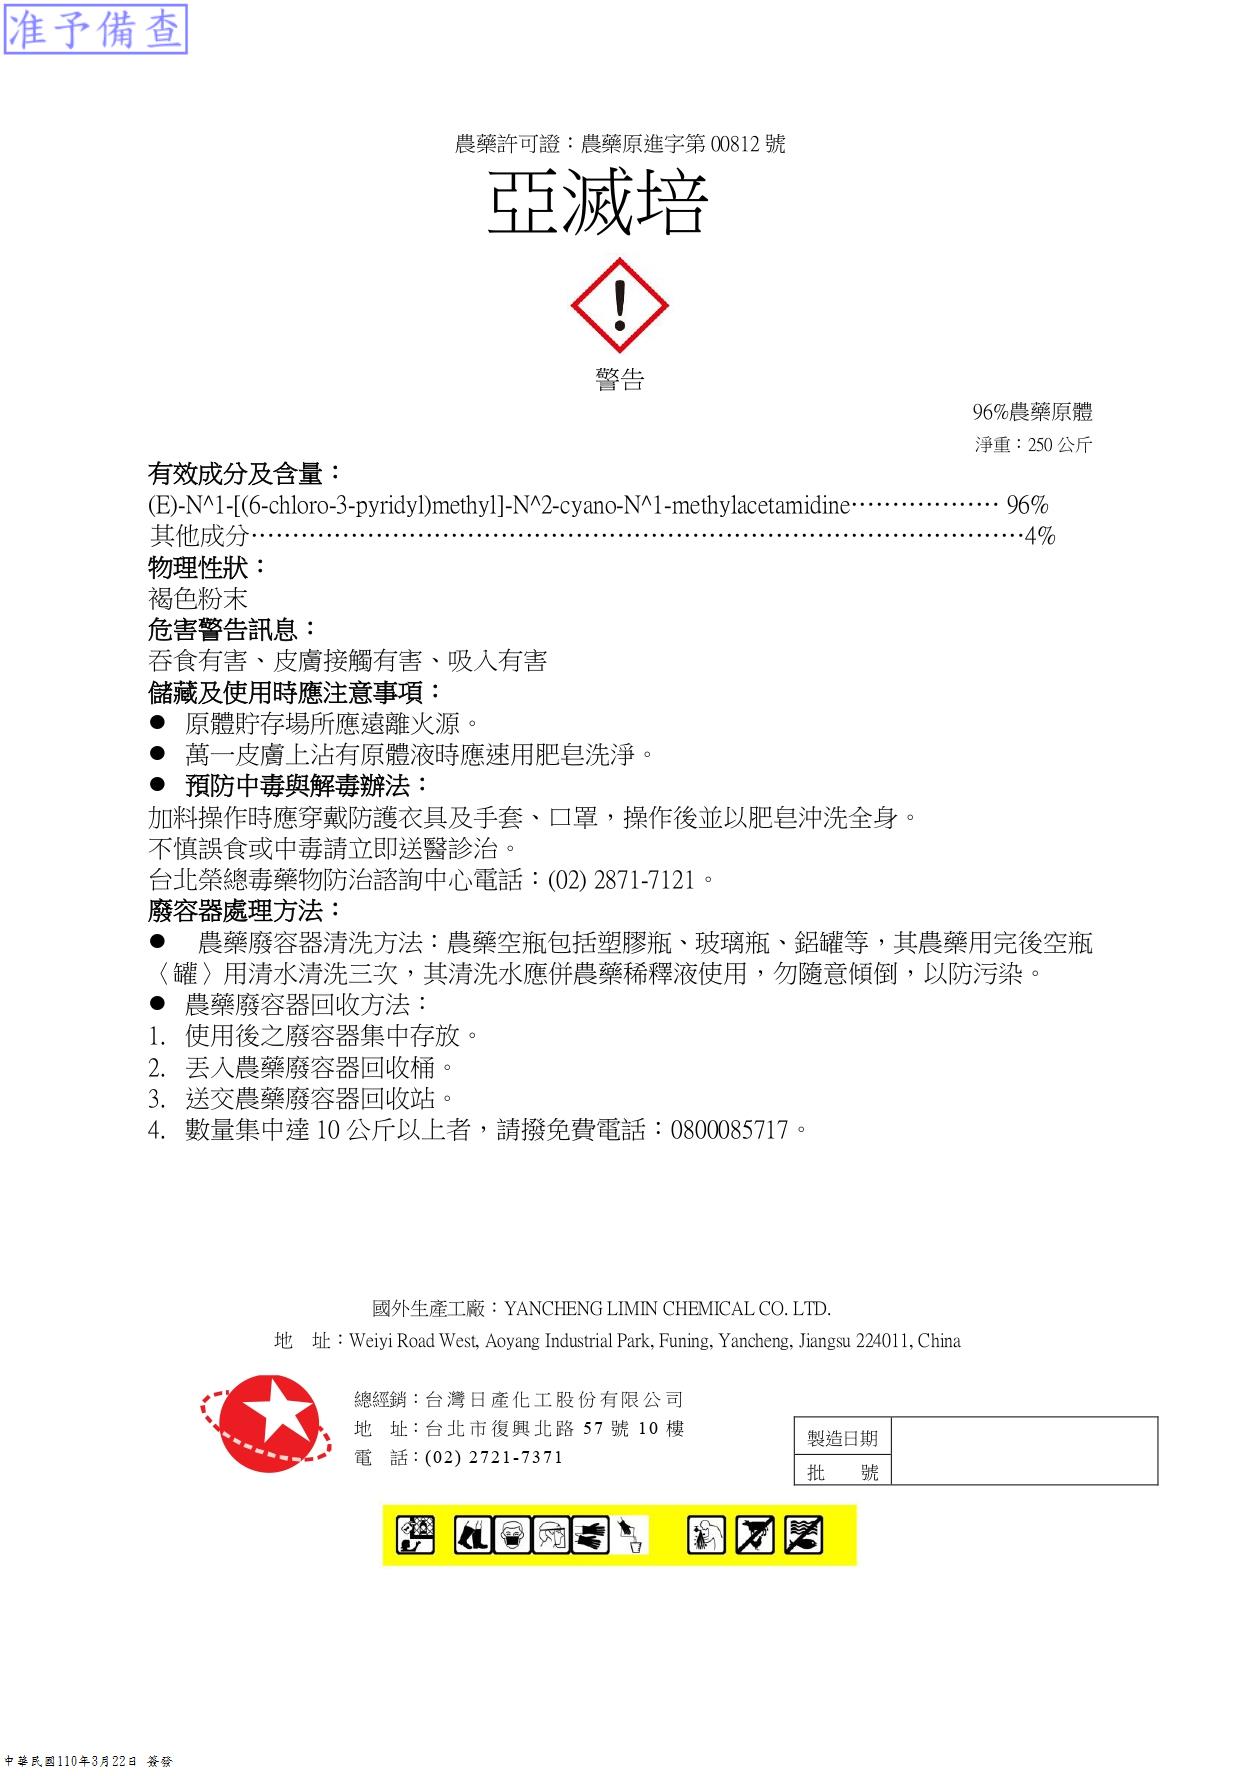 准予備查
農藥許可證：農藥原進字第 00812 號
亞滅培
!
警告
96%農藥原體
淨重：250 公斤
有效成分及含量：
(E)-N^1-[(6-chloro-3-pyridyl)methyl]-N^2-cyano-N^1-methylacetamidine……………… 96%
其他成分…………………………………………………………………………………4%
物理性狀：
褐色粉末
危害警告訊息：
吞食有害、皮膚接觸有害、吸入有害
儲藏及使用時應注意事項：
● 原體貯存場所應遠離火源。
● 萬一皮膚上沾有原體液時應速用肥皂洗淨。
● 預防中毒與解毒辦法：
加料操作時應穿戴防護衣具及手套、口罩，操作後並以肥皂沖洗全身。
不慎誤食或中毒請立即送醫診治。
台北榮總毒藥物防治諮詢中心電話：(02) 2871-7121。
廢容器處理方法：
● 農藥廢容器清洗方法：農藥空瓶包括塑膠瓶、玻璃瓶、鋁罐等，其農藥用完後空瓶
〈罐〉用清水清洗三次，其清洗水應併農藥稀釋液使用，勿隨意傾倒，以防污染。
● 農藥廢容器回收方法：
1. 使用後之廢容器集中存放。
2. 丟入農藥廢容器回收桶。
3. 送交農藥廢容器回收站。
4. 數量集中達 10 公斤以上者，請撥免費電話：0800085717。
國外生產工廠：YANCHENG LIMIN CHEMICAL CO. LTD.
地 址：Weiyi Road West, Aoyang Industrial Park, Funing, Yancheng, Jiangsu 224011, China
總經銷：台灣日產化工股份有限公司
地 址：台北市復興北路 57 號 10 樓
電 話：(02) 2721-7371
製造日期
批 號
中華民國110年3月22日 簽發